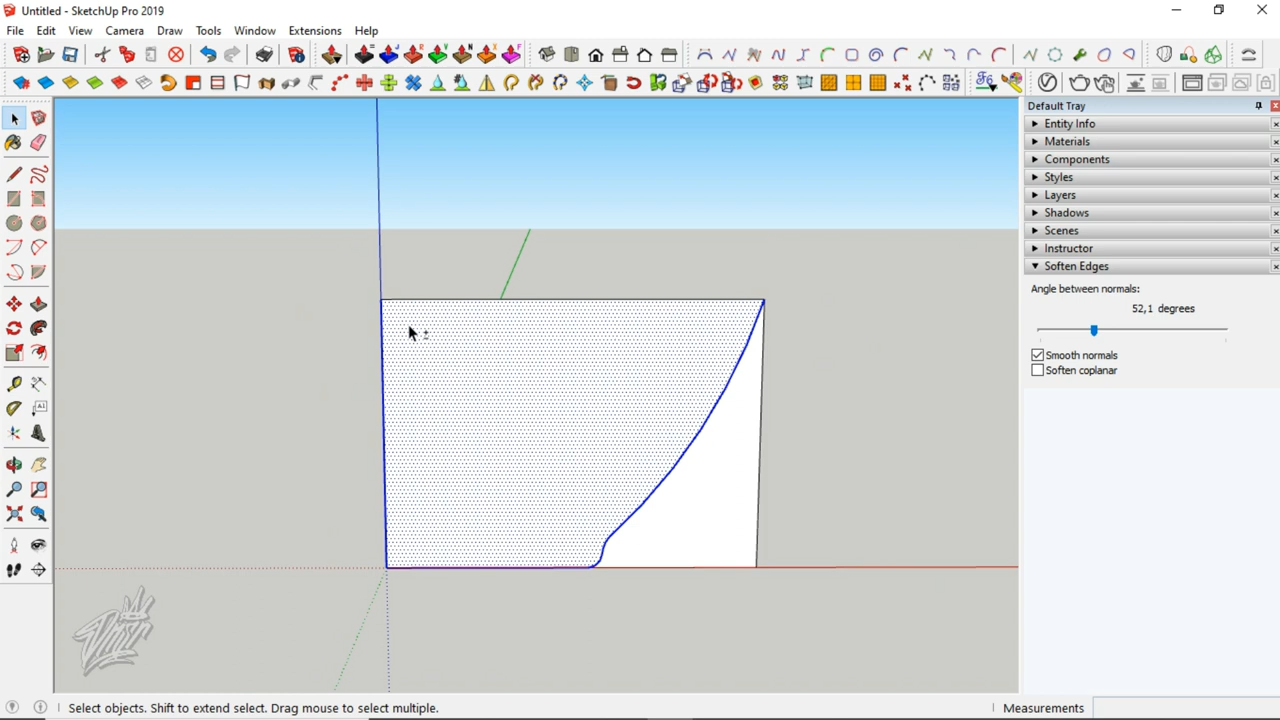 Untitled - SketchUp Pro 2019
File Edit View Camera Draw Tools Window Extensions Help
Default Tray
Entity Info
Materials
Components
Styles
Layers
Shadows
Scenes
Instructor
Soften Edges
Angle between normals:
52,1 degrees
Smooth normals
Soften coplanar
Select objects. Shift to extend select. Drag mouse to select multiple.
Measurements